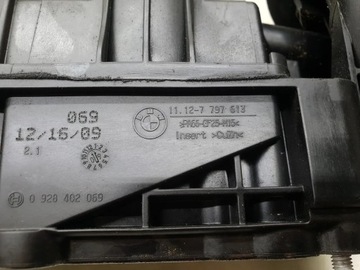 069
12/16/09
2.1
11.12-7 797 613
>PA66-GF25-M15<
Insert >CuZn<
0 928 402 069